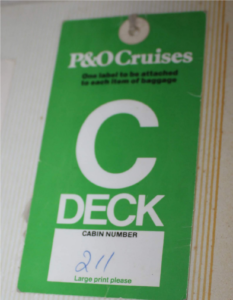 P&O Cruises
One label to be attached
to each item of baggage
C
DECK
CABIN NUMBER
211
Large print please